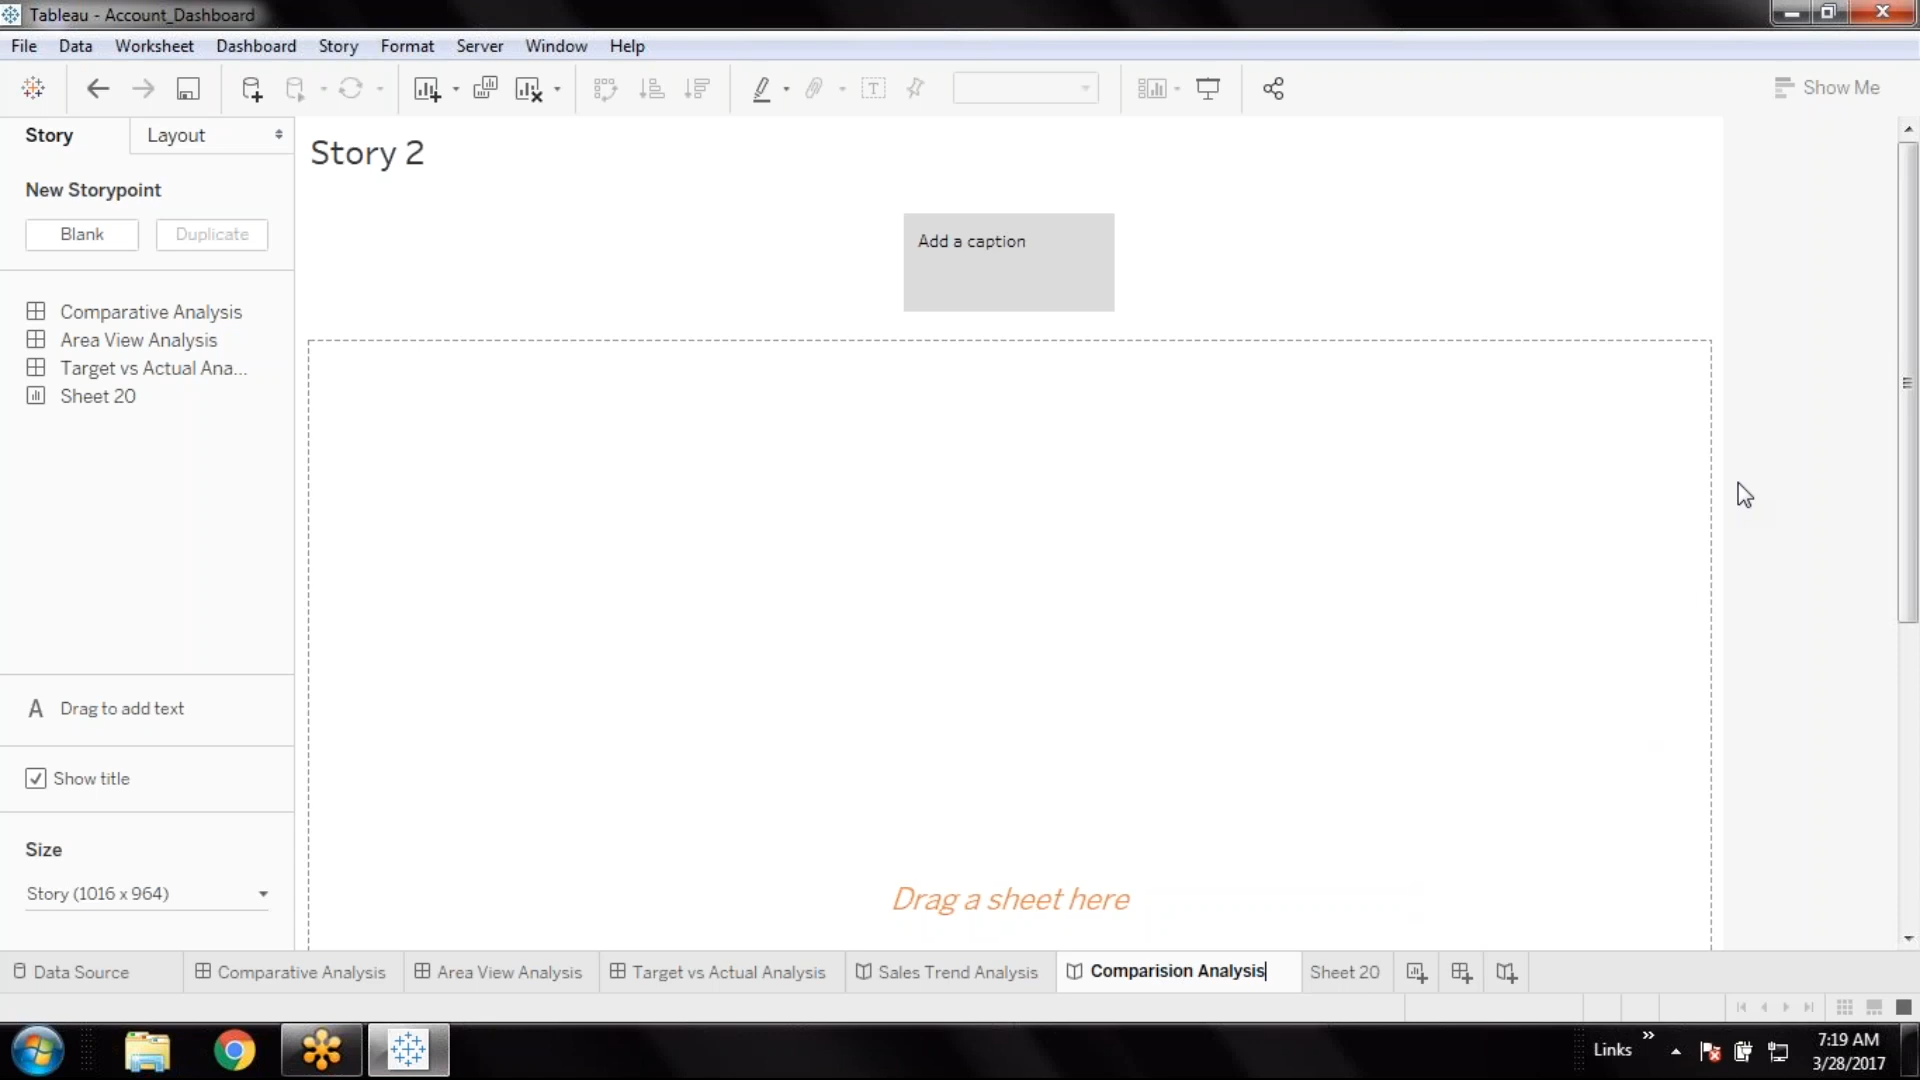 Tableau - Account_Dashboard
File Data Worksheet Dashboard Story Format Server Window Help
Show Me
Story Layout
Story 2
New Storypoint
Blank Duplicate
Add a caption
Comparative Analysis
Area View Analysis
Target vs Actual Ana...
Sheet 20
A Drag to add text
Show title
Size
Story (1016 x 964)
Drag a sheet here
Data Source Comparative Analysis Area View Analysis Target vs Actual Analysis Sales Trend Analysis Comparision Analysis Sheet 20
Links » 7:19 AM
3/28/2017